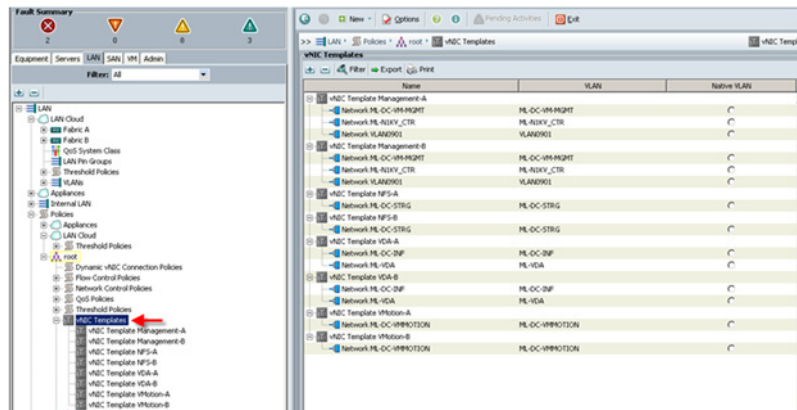 Fault Summary
2
0
0
3
Equipment Servers LAN SAN VM Admin
Filter: All
LAN
LAN Cloud
Fabric A
Fabric B
QoS System Class
LAN Pin Groups
Threshold Policies
VLANs
Appliances
Internal LAN
Policies
Appliances
LAN Cloud
Threshold Policies
root
Dynamic vNIC Connection Policies
Flow Control Policies
Network Control Policies
QoS Policies
Threshold Policies
vNIC Templates
vNIC Template Management-A
vNIC Template Management-B
vNIC Template NFS-A
vNIC Template NFS-B
vNIC Template VDA-A
vNIC Template VDA-B
vNIC Template VMotion-A
vNIC Template VMotion-B
New Options Pending Activities Exit
>> LAN Policies root vNIC Templates vNIC Templ
vNIC Templates
Filter Export Print
Name VLAN Native VLAN
vNIC Template Management-A
Network ML-DC-VM-MGMT ML-DC-VM-MGMT
Network ML-N1KV_CTR ML-N1KV_CTR
Network VLAN0901 VLAN0901
vNIC Template Management-B
Network ML-DC-VM-MGMT ML-DC-VM-MGMT
Network ML-N1KV_CTR ML-N1KV_CTR
Network VLAN0901 VLAN0901
vNIC Template NFS-A
Network ML-DC-STRG ML-DC-STRG
vNIC Template NFS-B
Network ML-DC-STRG ML-DC-STRG
vNIC Template VDA-A
Network ML-DC-INF ML-DC-INF
Network ML-VDA ML-VDA
vNIC Template VDA-B
Network ML-DC-INF ML-DC-INF
Network ML-VDA ML-VDA
vNIC Template VMotion-A
Network ML-DC-VMMOTION ML-DC-VMMOTION
vNIC Template VMotion-B
Network ML-DC-VMMOTION ML-DC-VMMOTION